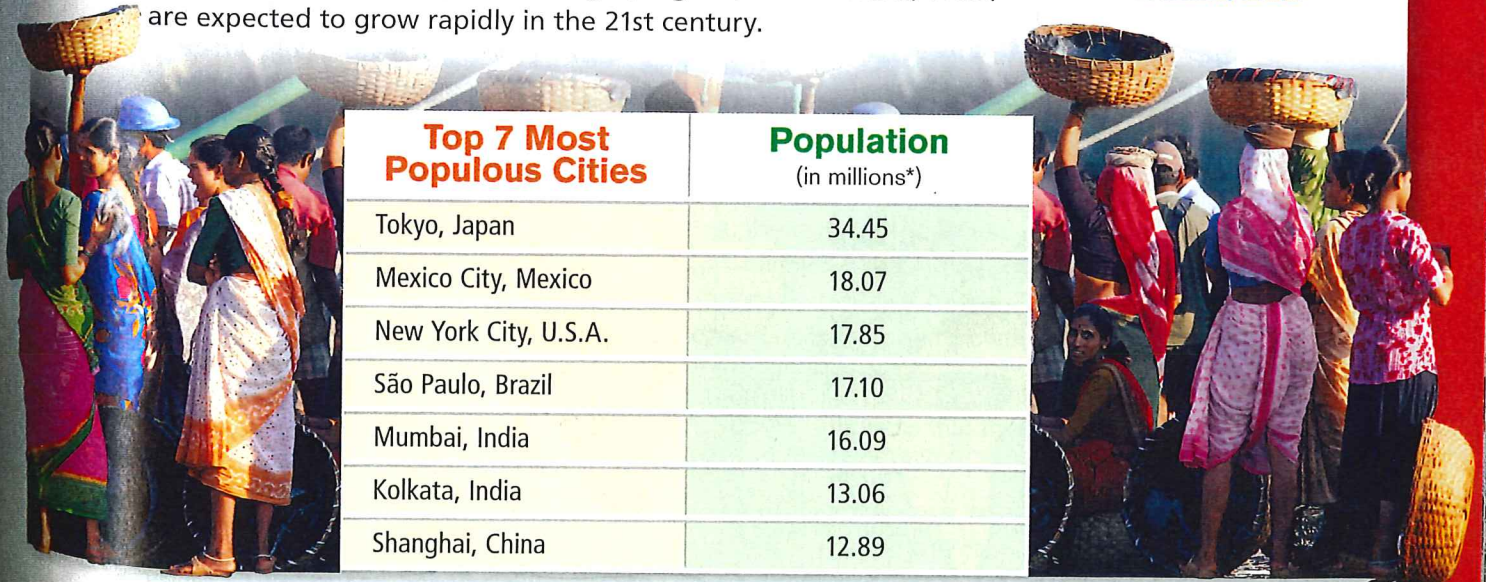 are expected to grow rapidly in the 21st century.
Top 7 Most Populous Cities
Population
(in millions*)
Tokyo, Japan 34.45
Mexico City, Mexico 18.07
New York City, U.S.A. 17.85
São Paulo, Brazil 17.10
Mumbai, India 16.09
Kolkata, India 13.06
Shanghai, China 12.89